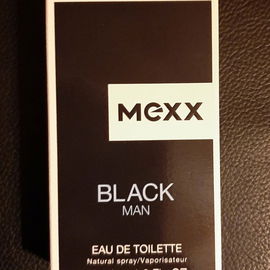 mexx
BLACK
MAN
EAU DE TOILETTE
Natural spray/Vaporisateur